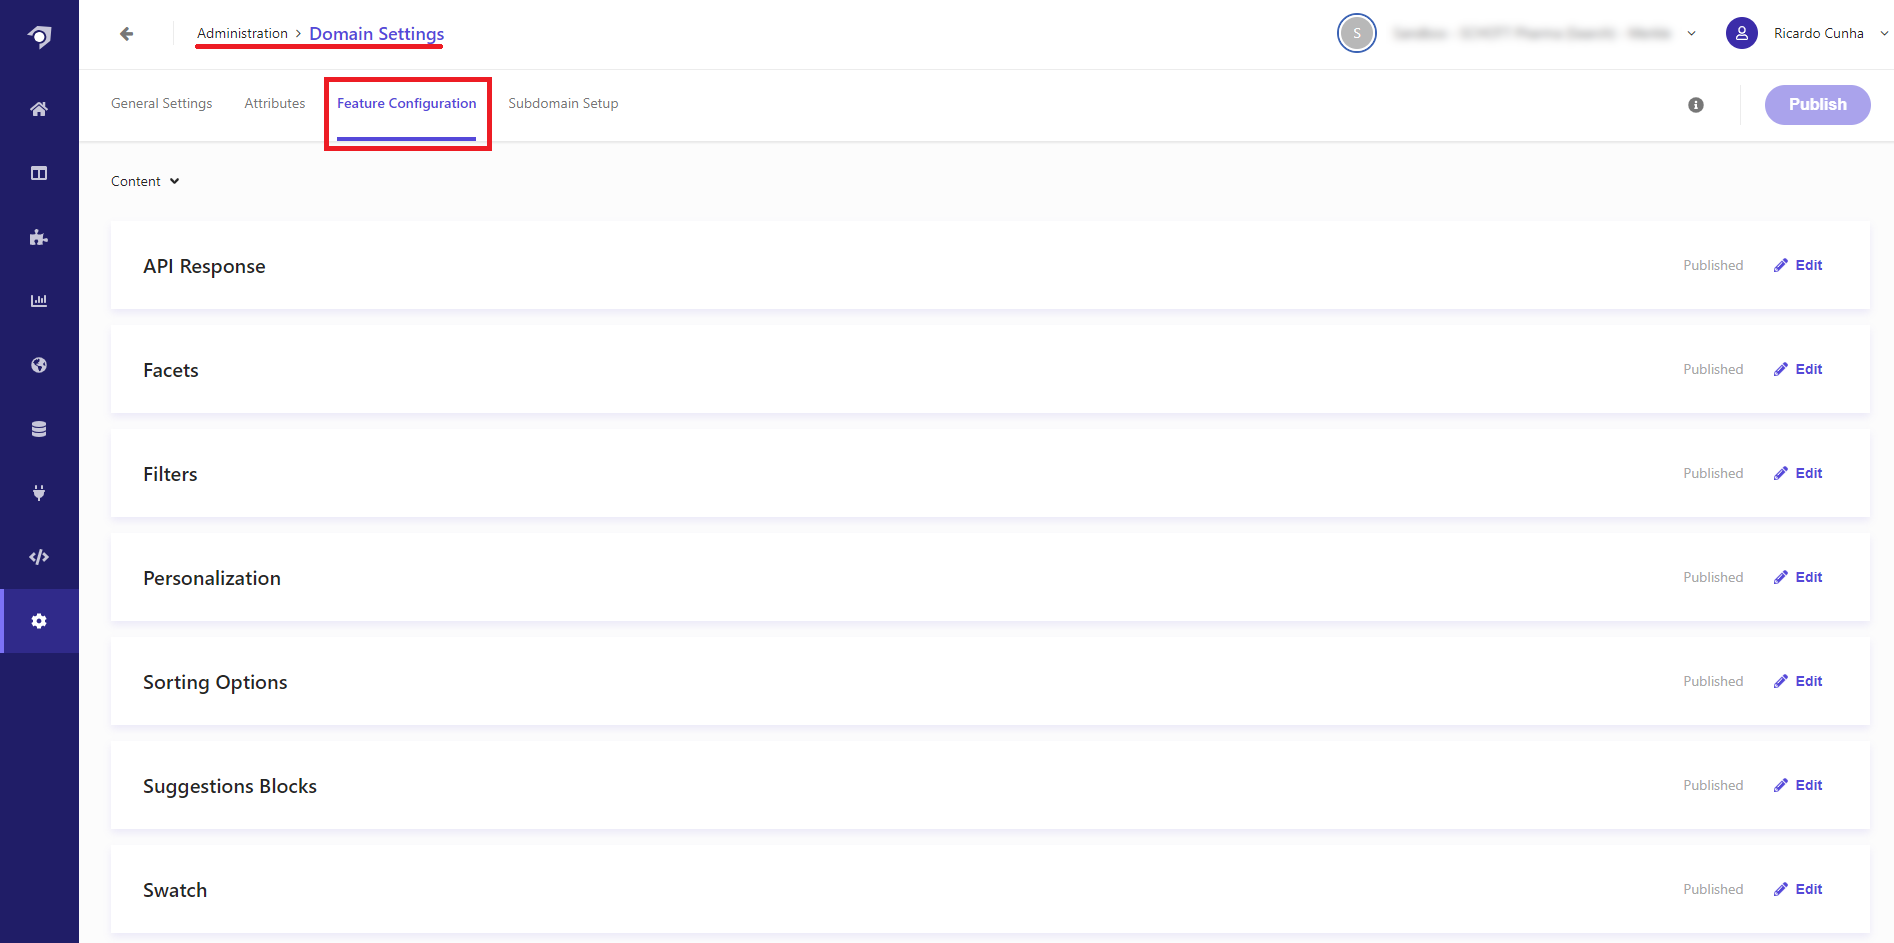 Administration > Domain Settings
S
Ricardo Cunha
General Settings Attributes Feature Configuration Subdomain Setup
Publish
Content
API Response Published Edit
Facets Published Edit
Filters Published Edit
Personalization Published Edit
Sorting Options Published Edit
Suggestions Blocks Published Edit
Swatch Published Edit